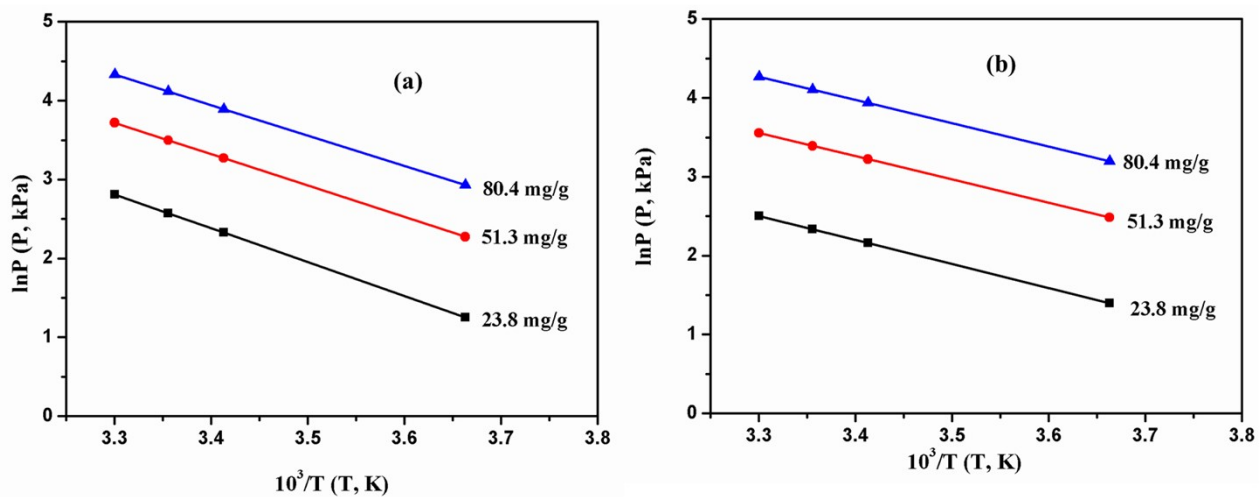 5
4
3
2
1
0
lnP (P, kPa)
(a)
80.4 mg/g
51.3 mg/g
23.8 mg/g
3.3 3.4 3.5 3.6 3.7 3.8
10³/T (T, K)
5
4
3
2
1
0
lnP (P, kPa)
(b)
80.4 mg/g
51.3 mg/g
23.8 mg/g
3.3 3.4 3.5 3.6 3.7 3.8
10³/T (T, K)